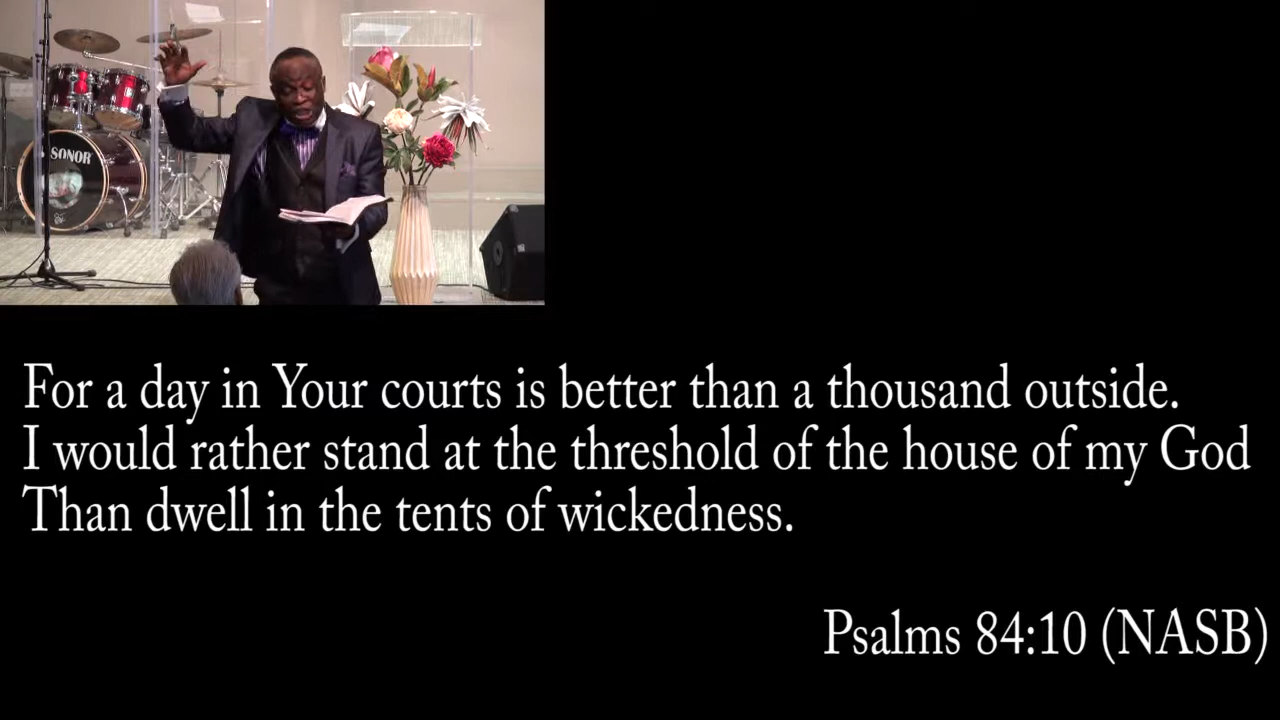 SONOR
For a day in Your courts is better than a thousand outside.
I would rather stand at the threshold of the house of my God
Than dwell in the tents of wickedness.
Psalms 84:10 (NASB)